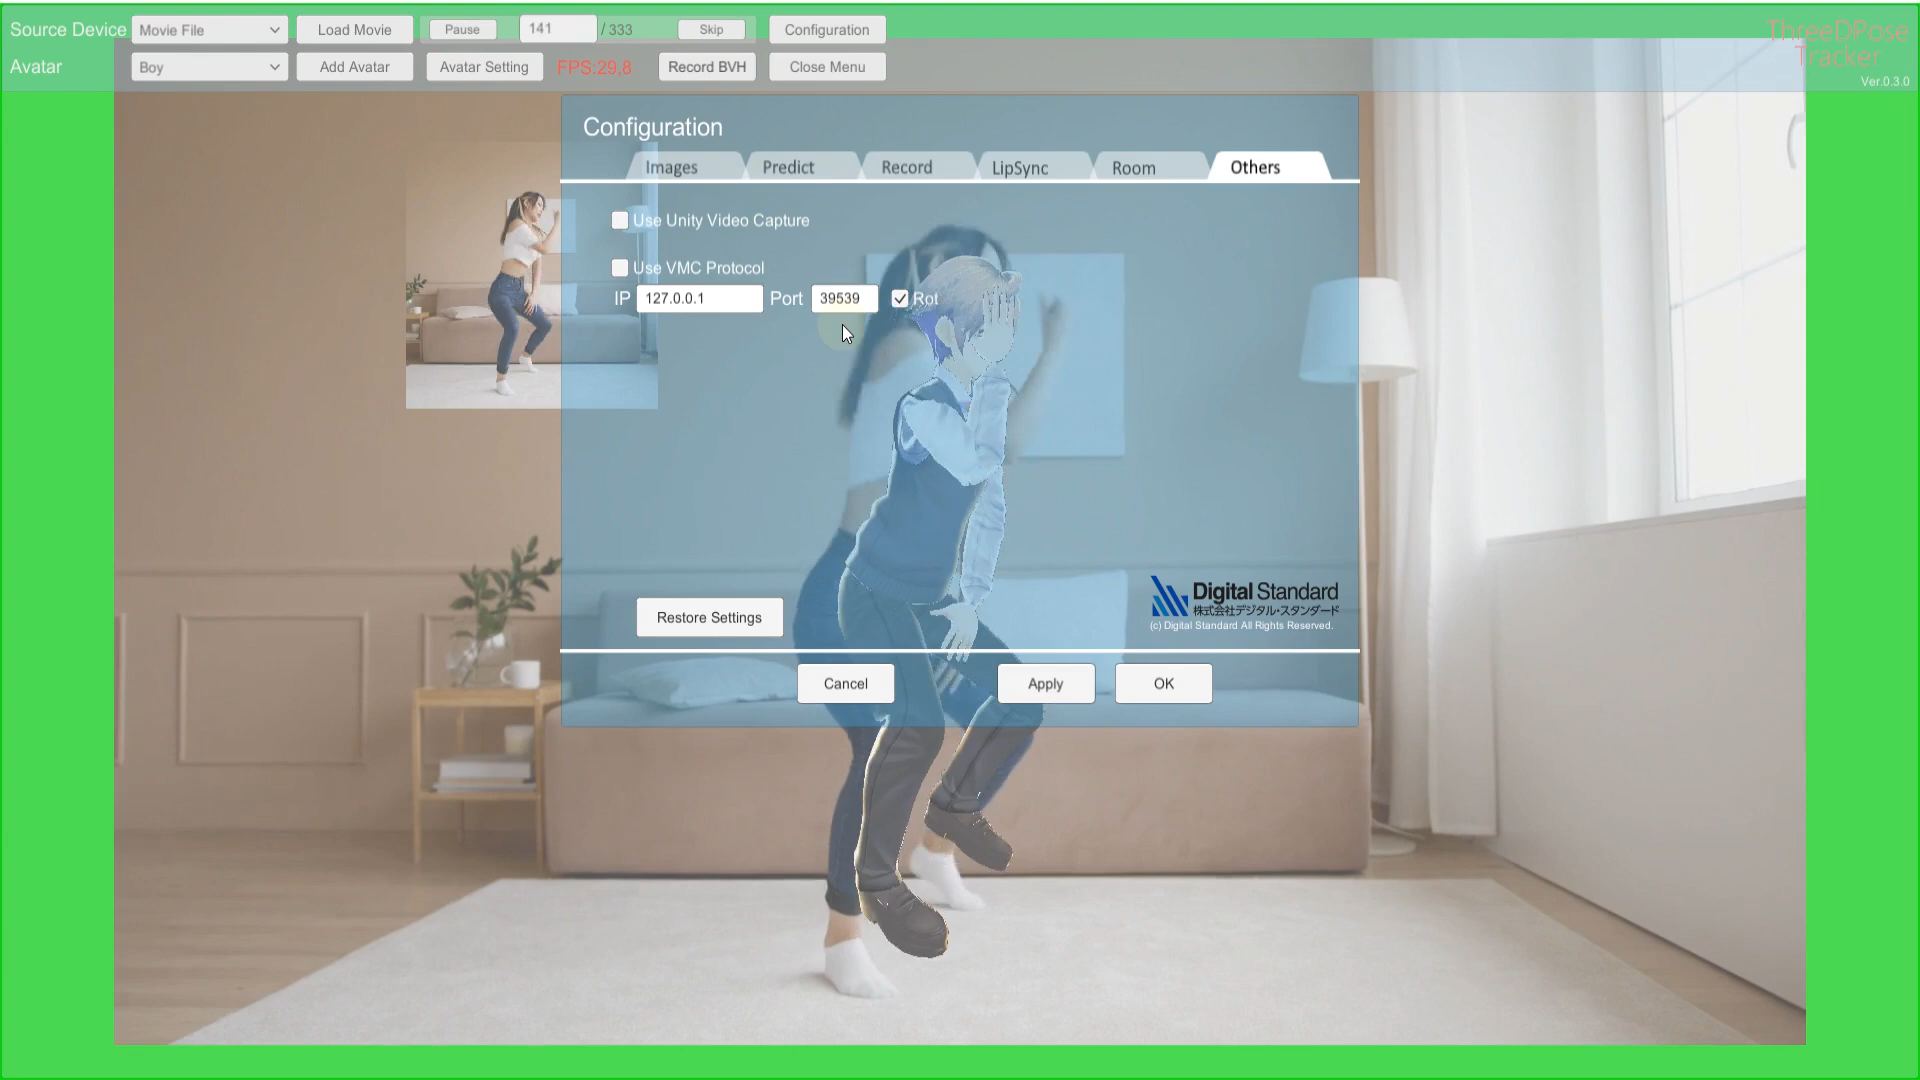 Source Device
Movie File
Load Movie
Pause
141
/ 333
Skip
Configuration
ThreeDPose
Tracker
Ver.0.3.0
Avatar
Boy
Add Avatar
Avatar Setting
FPS:29,8
Record BVH
Close Menu
Configuration
Images
Predict
Record
LipSync
Room
Others
Use Unity Video Capture
Use VMC Protocol
IP
127.0.0.1
Port
39539
Rot
Restore Settings
Digital Standard
株式会社デジタル・スタンダード
(c) Digital Standard All Rights Reserved.
Cancel
Apply
OK